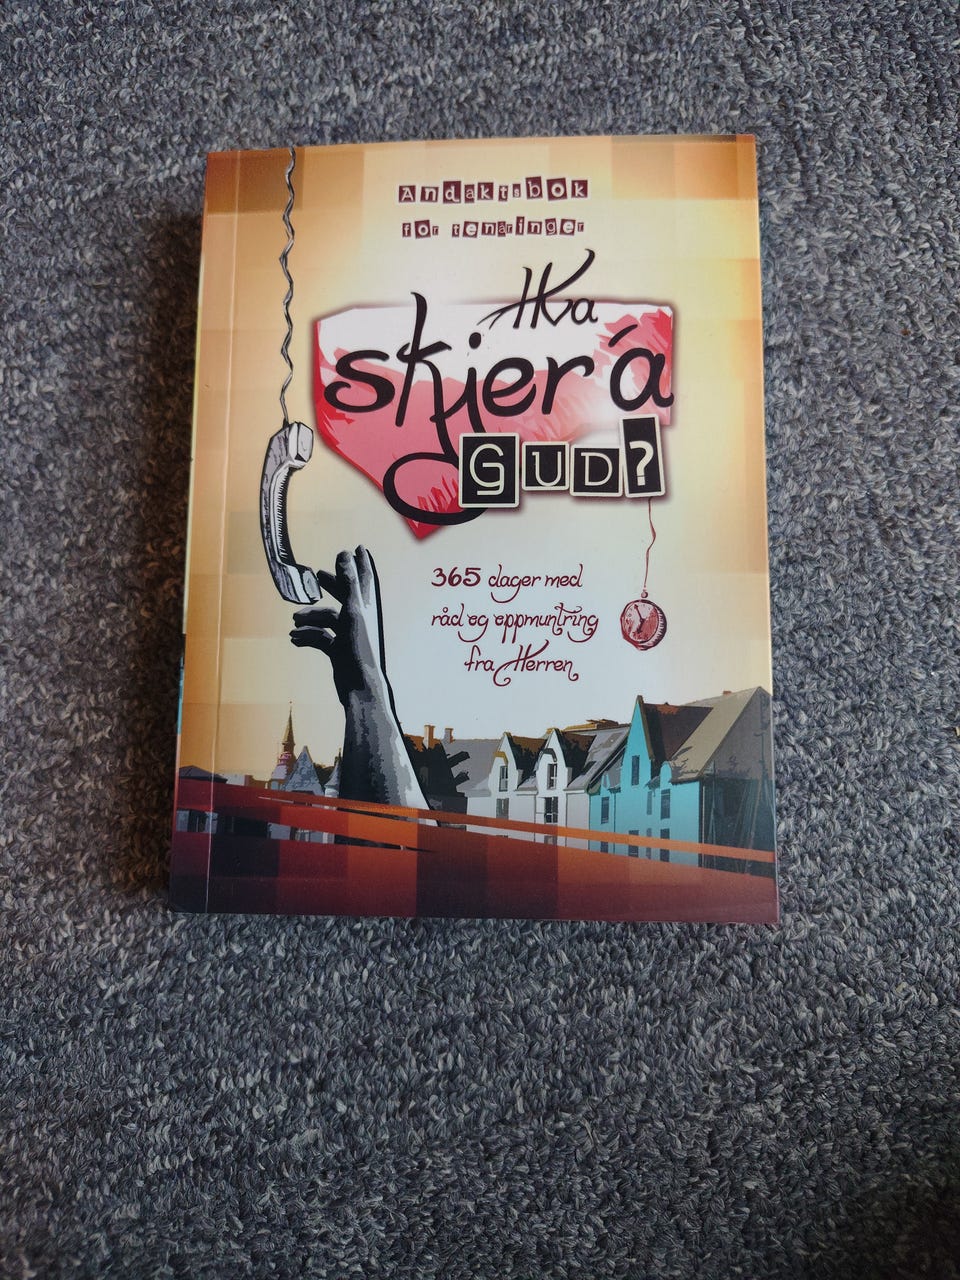 Andaktsbok
for tenåringer
Hva
skjer'a
GUD?
365 dager med
råd og oppmuntring
fra Herren